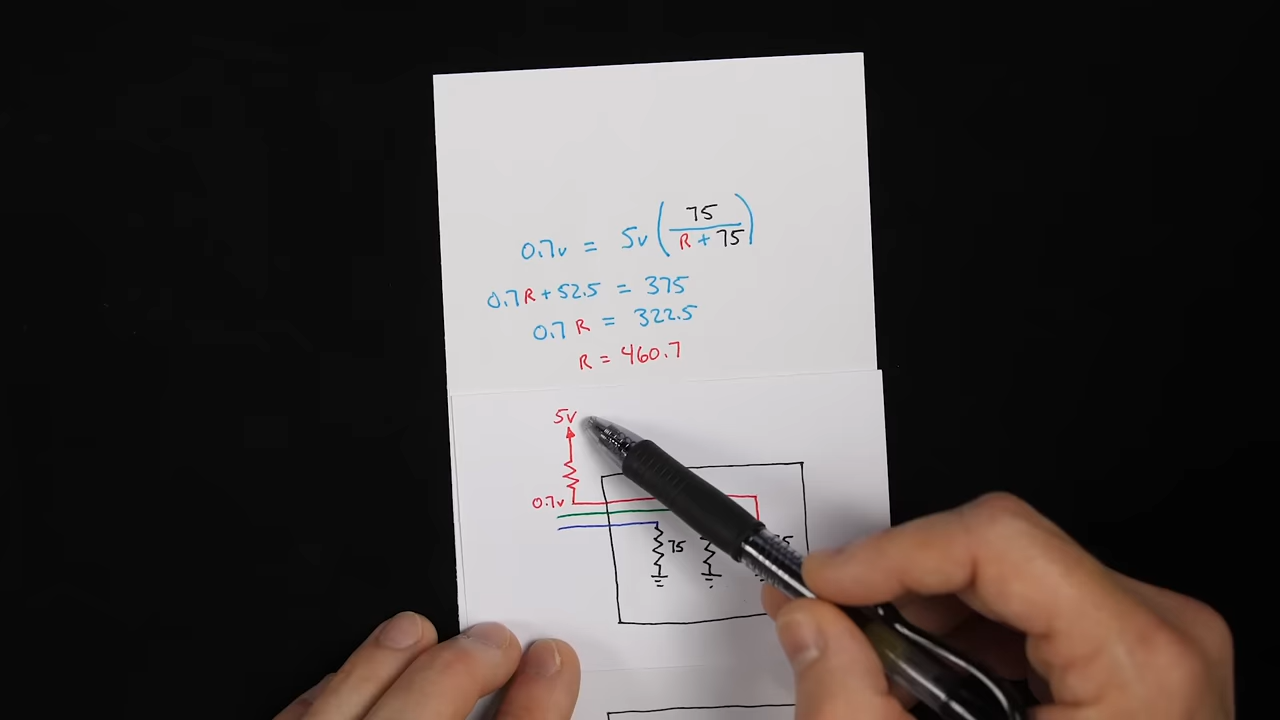 75
0.7v = 5v ( R + 75 )
0.7R + 52.5 = 375
0.7 R = 322.5
R = 460.7
5v
0.7v
75